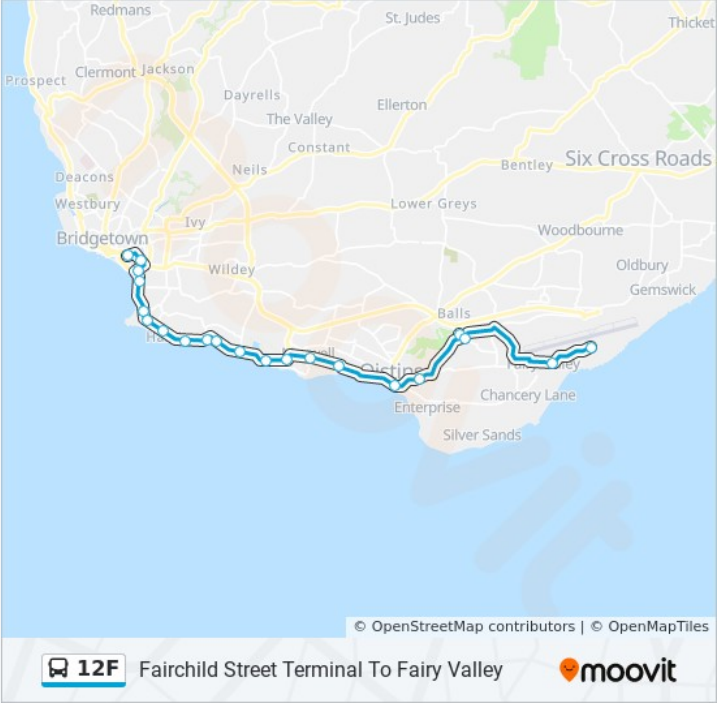 Redmans
St. Judes
Thicket
Prospect
Clermont
Jackson
Dayrells
Ellerton
The Valley
Constant
Six Cross Roads
Bentley
Neils
Deacons
Westbury
Lower Greys
Ivy
Woodbourne
Bridgetown
Wildey
Oldbury
Gemswick
Balls
Chancery Lane
Enterprise
Silver Sands
© OpenStreetMap contributors | © OpenMapTiles
12F
Fairchild Street Terminal To Fairy Valley
moovit